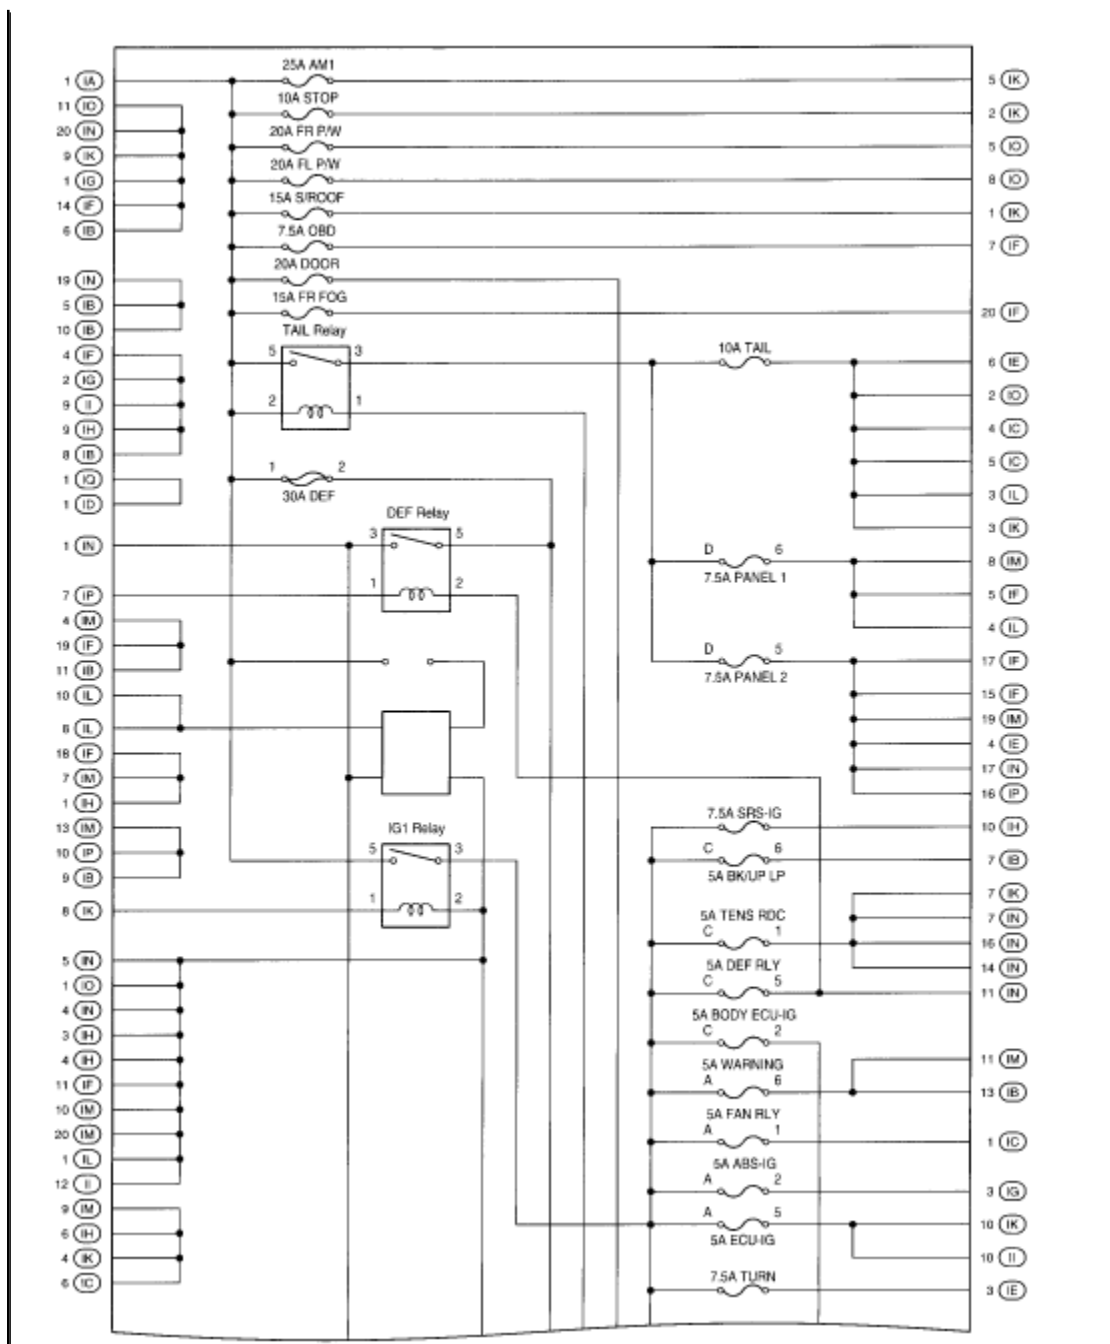 25A AM1
1 IA
5 IK
10A STOP
11 IO
2 IK
20A FR P/W
20 IN
5 IO
9 IK
20A FL P/W
1 IG
8 IO
15A S/ROOF
14 IF
1 IK
7.5A OBD
6 IB
7 IF
20A DOOR
19 IN
15A FR FOG
5 IB
20 IF
10 IB
TAIL Relay
4 IF
5 3
10A TAIL
6 IE
2 IG
2 IO
9 II
2 1
9 IH
4 IC
8 IB
5 IC
1 IQ
1 2
30A DEF
3 IL
1 ID
DEF Relay
3 IK
1 IN
3 5
D 6
8 IM
7.5A PANEL 1
7 IP
1 2
5 IF
4 IM
4 IL
19 IF
D 5
17 IF
11 IB
7.5A PANEL 2
10 IL
15 IF
19 IM
8 IL
4 IE
18 IF
17 IN
7 IM
16 IP
1 IH
7.5A SRS-IG
13 IM
IG1 Relay
10 IH
10 IP
5 3
C 6
7 IB
9 IB
5A BK/UP LP
7 IK
8 IK
1 2
5A TENS RDC
7 IN
C 1
16 IN
5 IN
5A DEF RLY
14 IN
1 IO
C 5
11 IN
4 IN
5A BODY ECU-IG
3 IH
C 2
4 IH
5A WARNING
11 IM
11 IF
A 6
13 IB
10 IM
5A FAN RLY
20 IM
A 1
1 IC
1 IL
5A ABS-IG
12 II
A 2
3 IG
9 IM
A 5
10 IK
6 IH
5A ECU-IG
4 IK
10 II
6 IC
7.5A TURN
3 IE